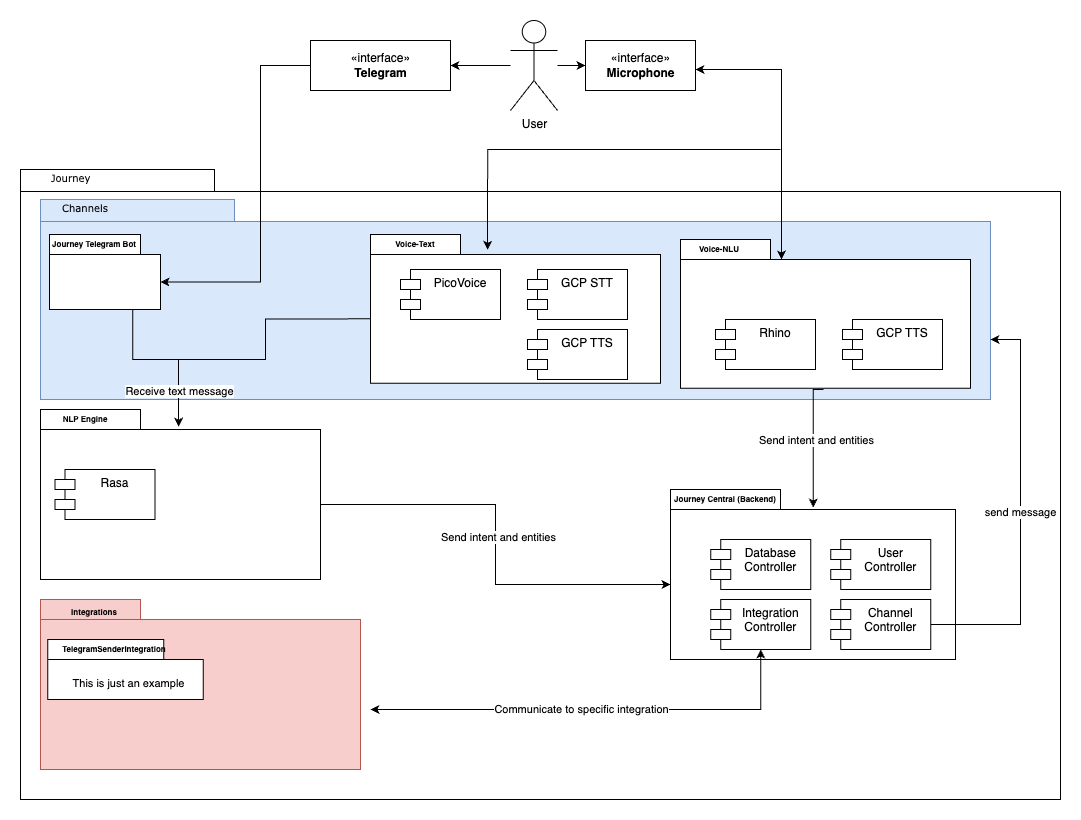 «interface»
Telegram
«interface»
Microphone
User
Journey
Channels
Journey Telegram Bot
Voice-Text
Voice-NLU
PicoVoice
GCP STT
GCP TTS
Rhino
GCP TTS
Receive text message
NLP Engine
Rasa
Send intent and entities
Send intent and entities
Journey Central (Backend)
send message
Database
Controller
User
Controller
Integration
Controller
Channel
Controller
Integrations
TelegramSenderIntegration
This is just an example
Communicate to specific integration